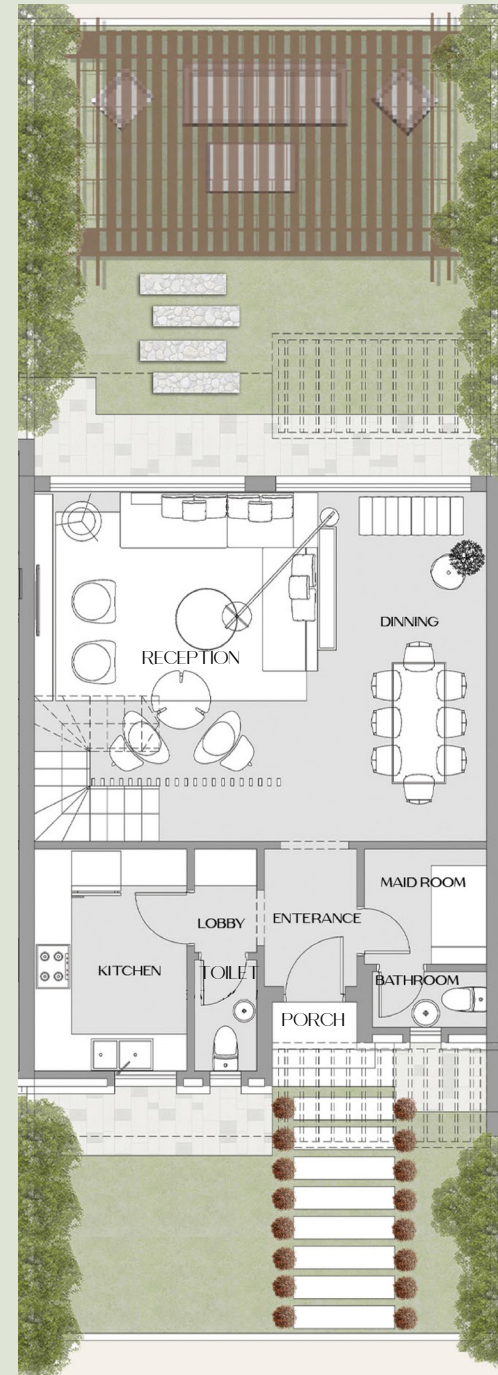 DINNING
RECEPTION
MAID ROOM
LOBBY
ENTERANCE
KITCHEN
TOILET
BATHROOM
PORCH